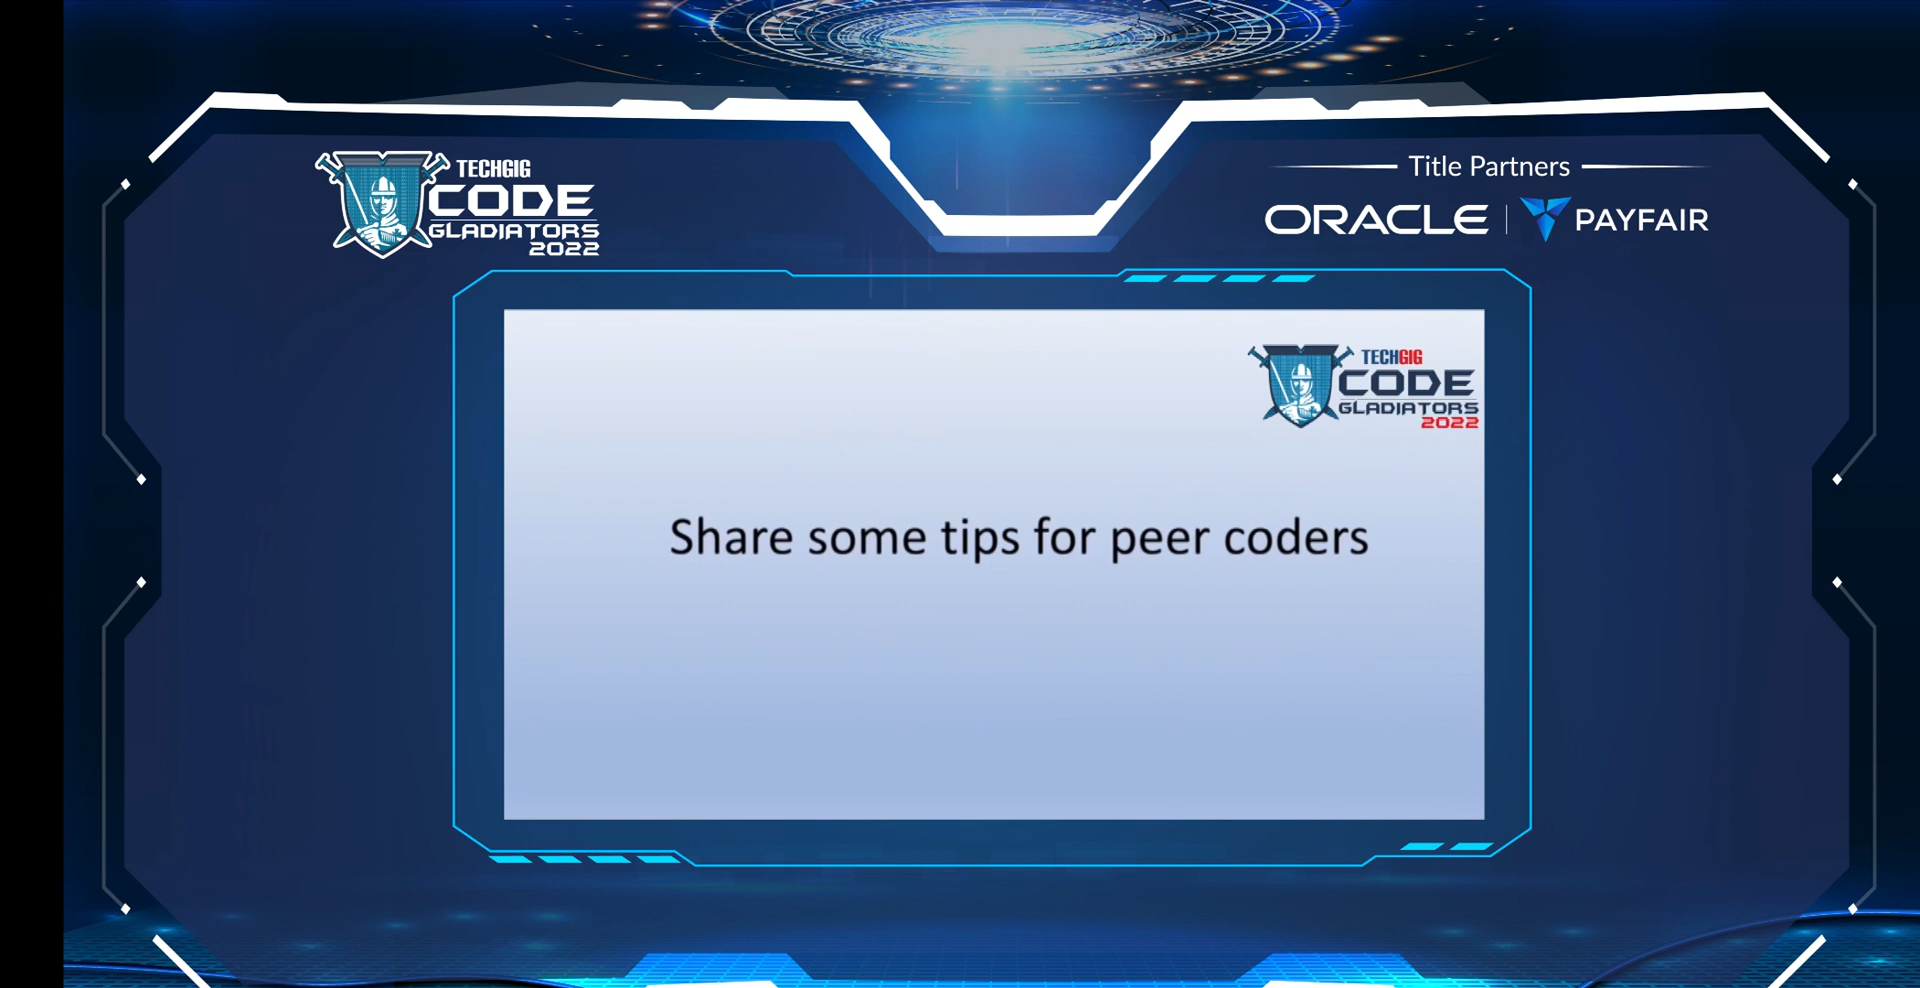 TECHGIG
CODE
GLADIATORS
2022
Title Partners
ORACLE | PAYFAIR
TECHGIG
CODE
GLADIATORS
2022
Share some tips for peer coders